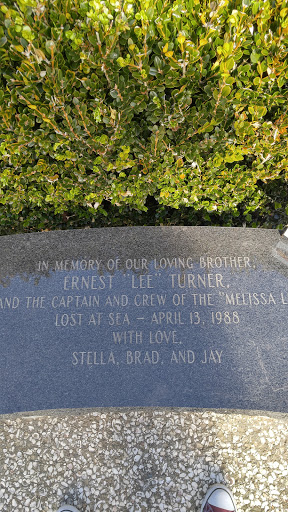 IN MEMORY OF OUR LOVING BROTHER,
ERNEST "LEE" TURNER,
AND THE CAPTAIN AND CREW OF THE "MELISSA
LOST AT SEA – APRIL 13, 1988
WITH LOVE,
STELLA, BRAD, AND JAY